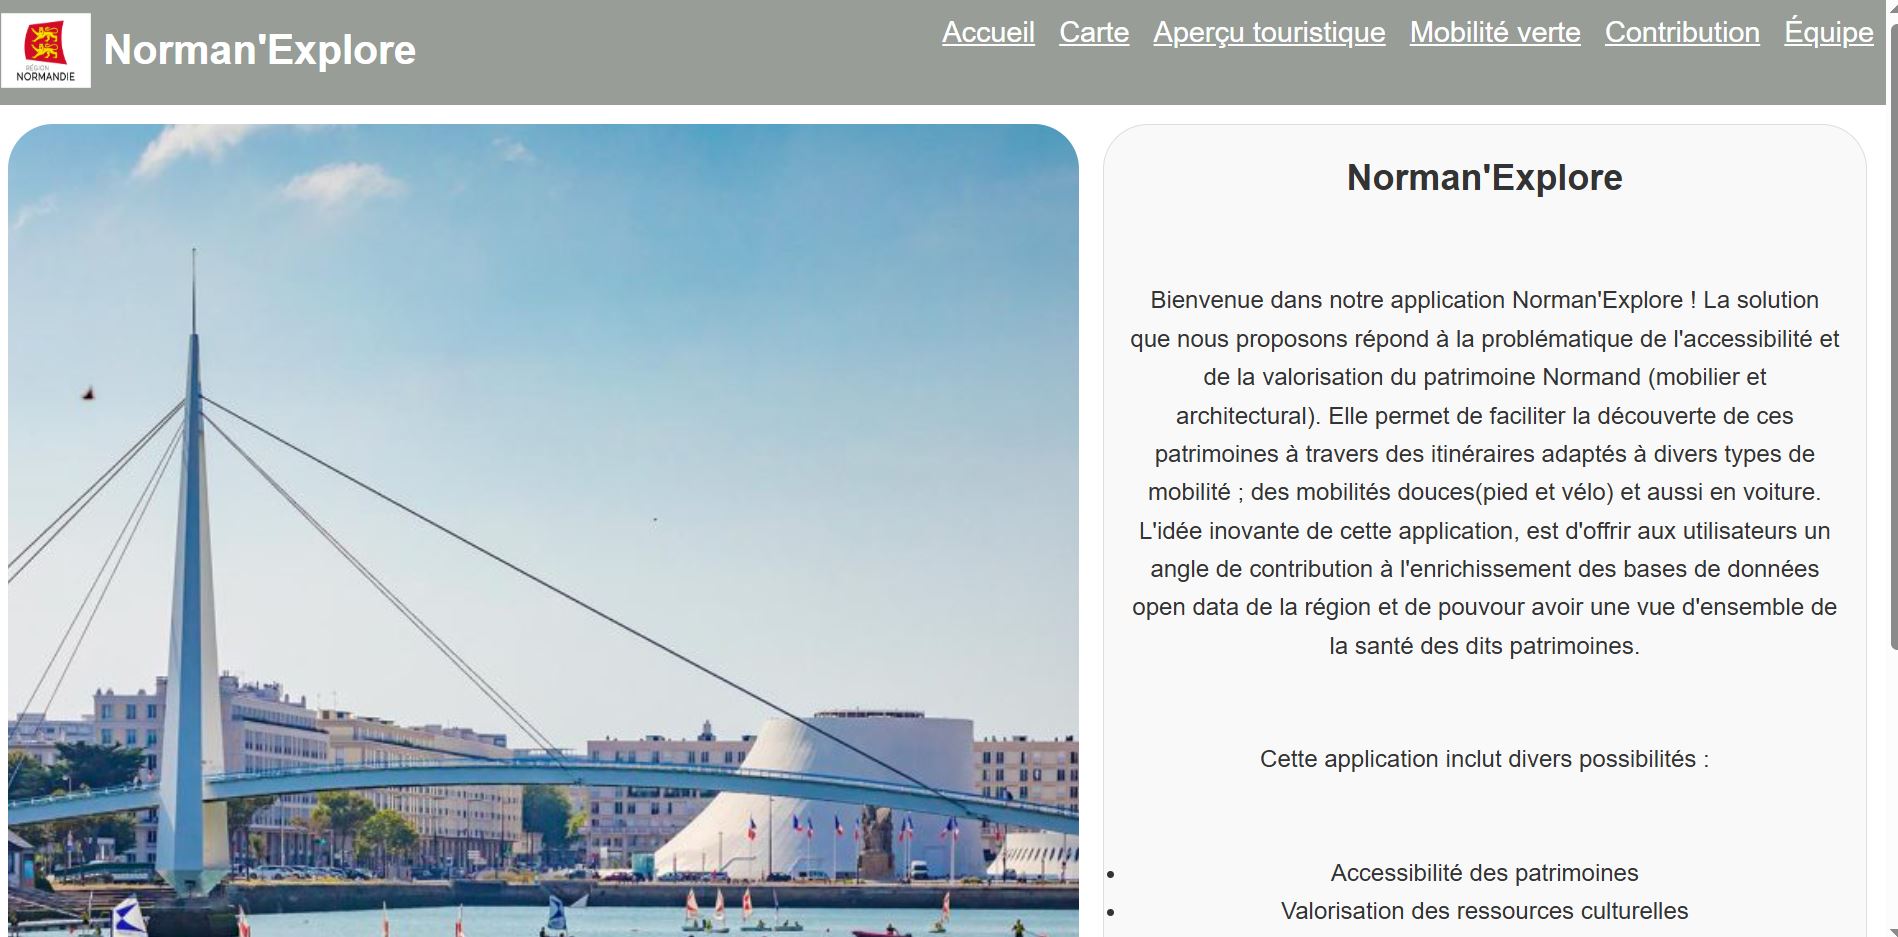 RÉGION
NORMANDIE
Norman'Explore
Accueil Carte Aperçu touristique Mobilité verte Contribution Équipe
Norman'Explore
Bienvenue dans notre application Norman'Explore ! La solution
que nous proposons répond à la problématique de l'accessibilité et
de la valorisation du patrimoine Normand (mobilier et
architectural). Elle permet de faciliter la découverte de ces
patrimoines à travers des itinéraires adaptés à divers types de
mobilité ; des mobilités douces(pied et vélo) et aussi en voiture.
L'idée inovante de cette application, est d'offrir aux utilisateurs un
angle de contribution à l'enrichissement des bases de données
open data de la région et de pouvour avoir une vue d'ensemble de
la santé des dits patrimoines.
Cette application inclut divers possibilités :
• Accessibilité des patrimoines
• Valorisation des ressources culturelles